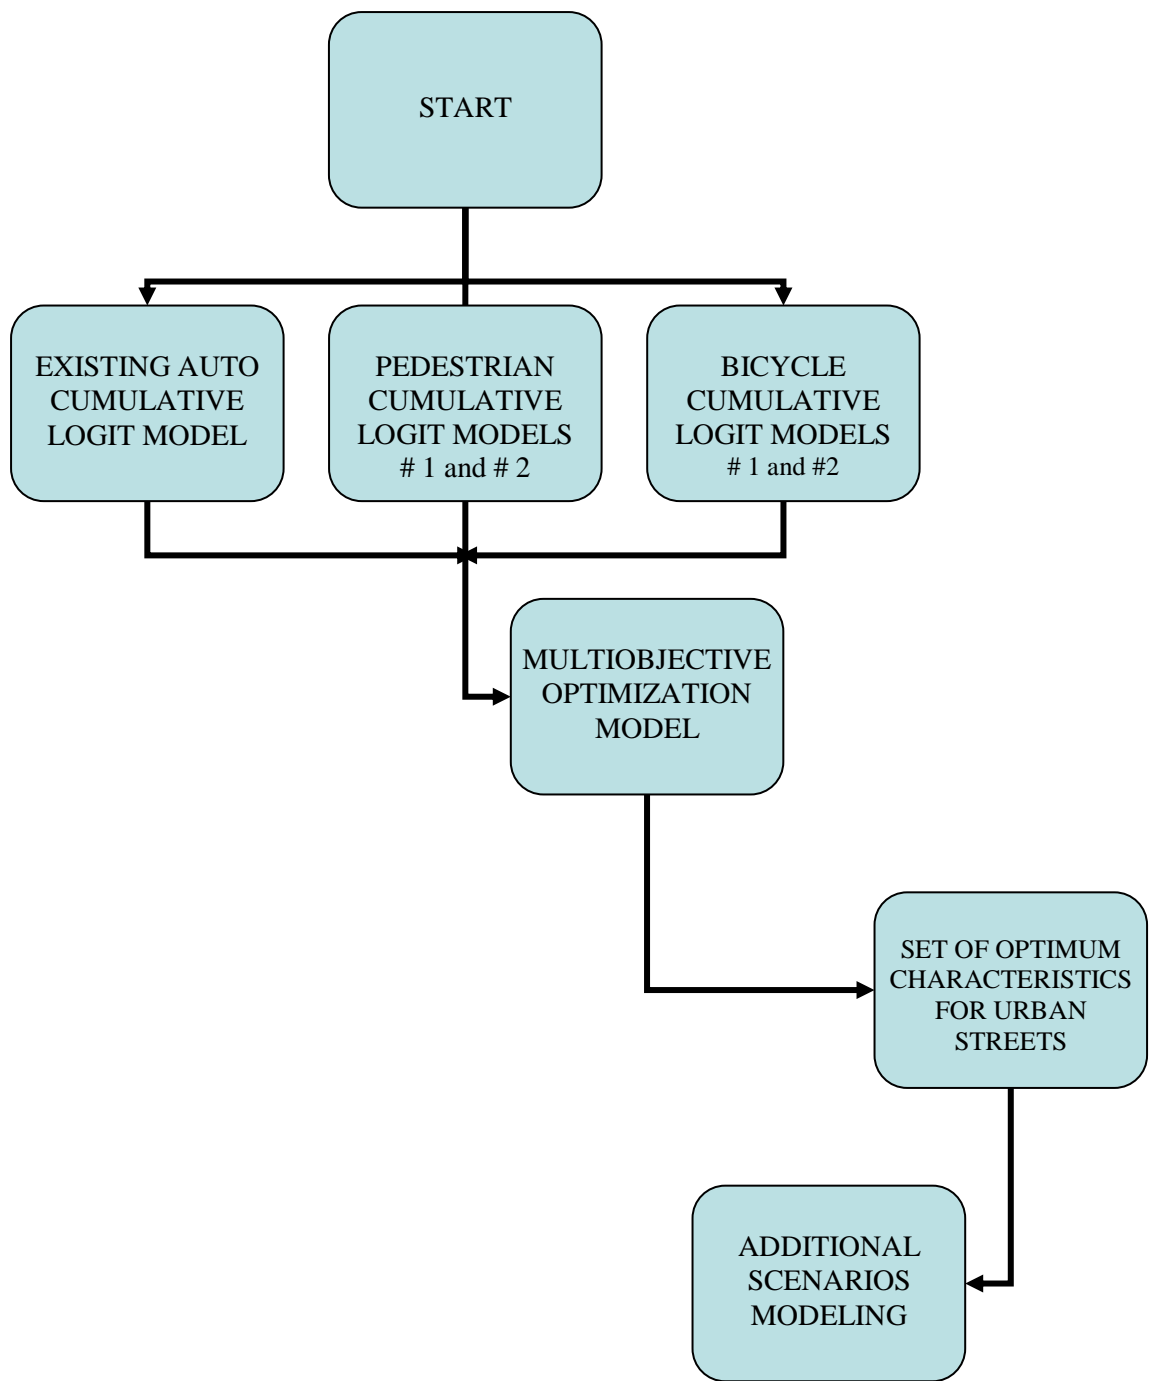 START
EXISTING AUTO
CUMULATIVE
LOGIT MODEL
PEDESTRIAN
CUMULATIVE
LOGIT MODELS
# 1 and # 2
BICYCLE
CUMULATIVE
LOGIT MODELS
# 1 and #2
MULTIOBJECTIVE
OPTIMIZATION
MODEL
SET OF OPTIMUM
CHARACTERISTICS
FOR URBAN
STREETS
ADDITIONAL
SCENARIOS
MODELING